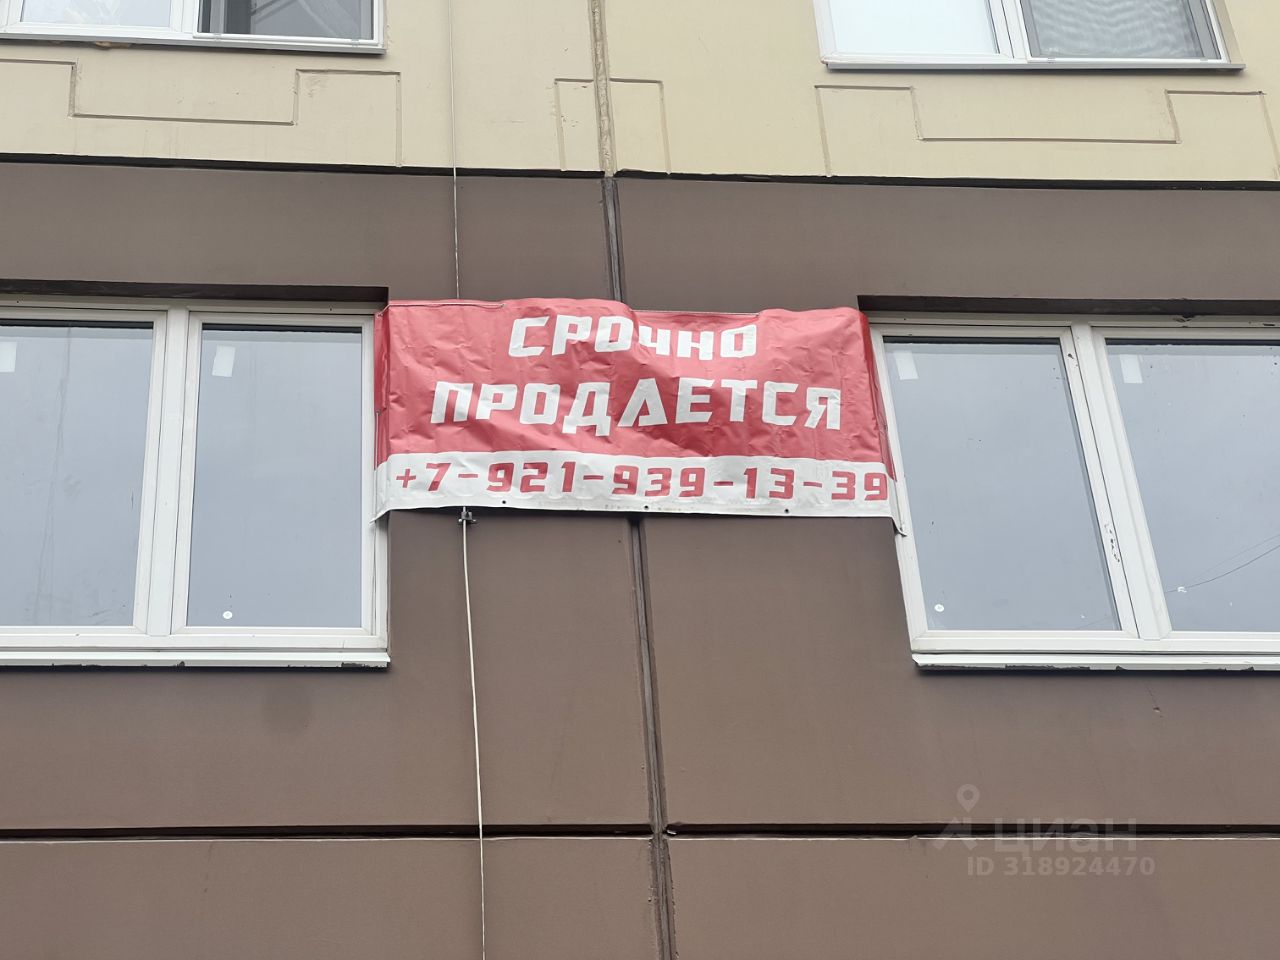 СРОЧНО
ПРОДАЕТСЯ
+7-921-939-13-39
циан
ID 318924470